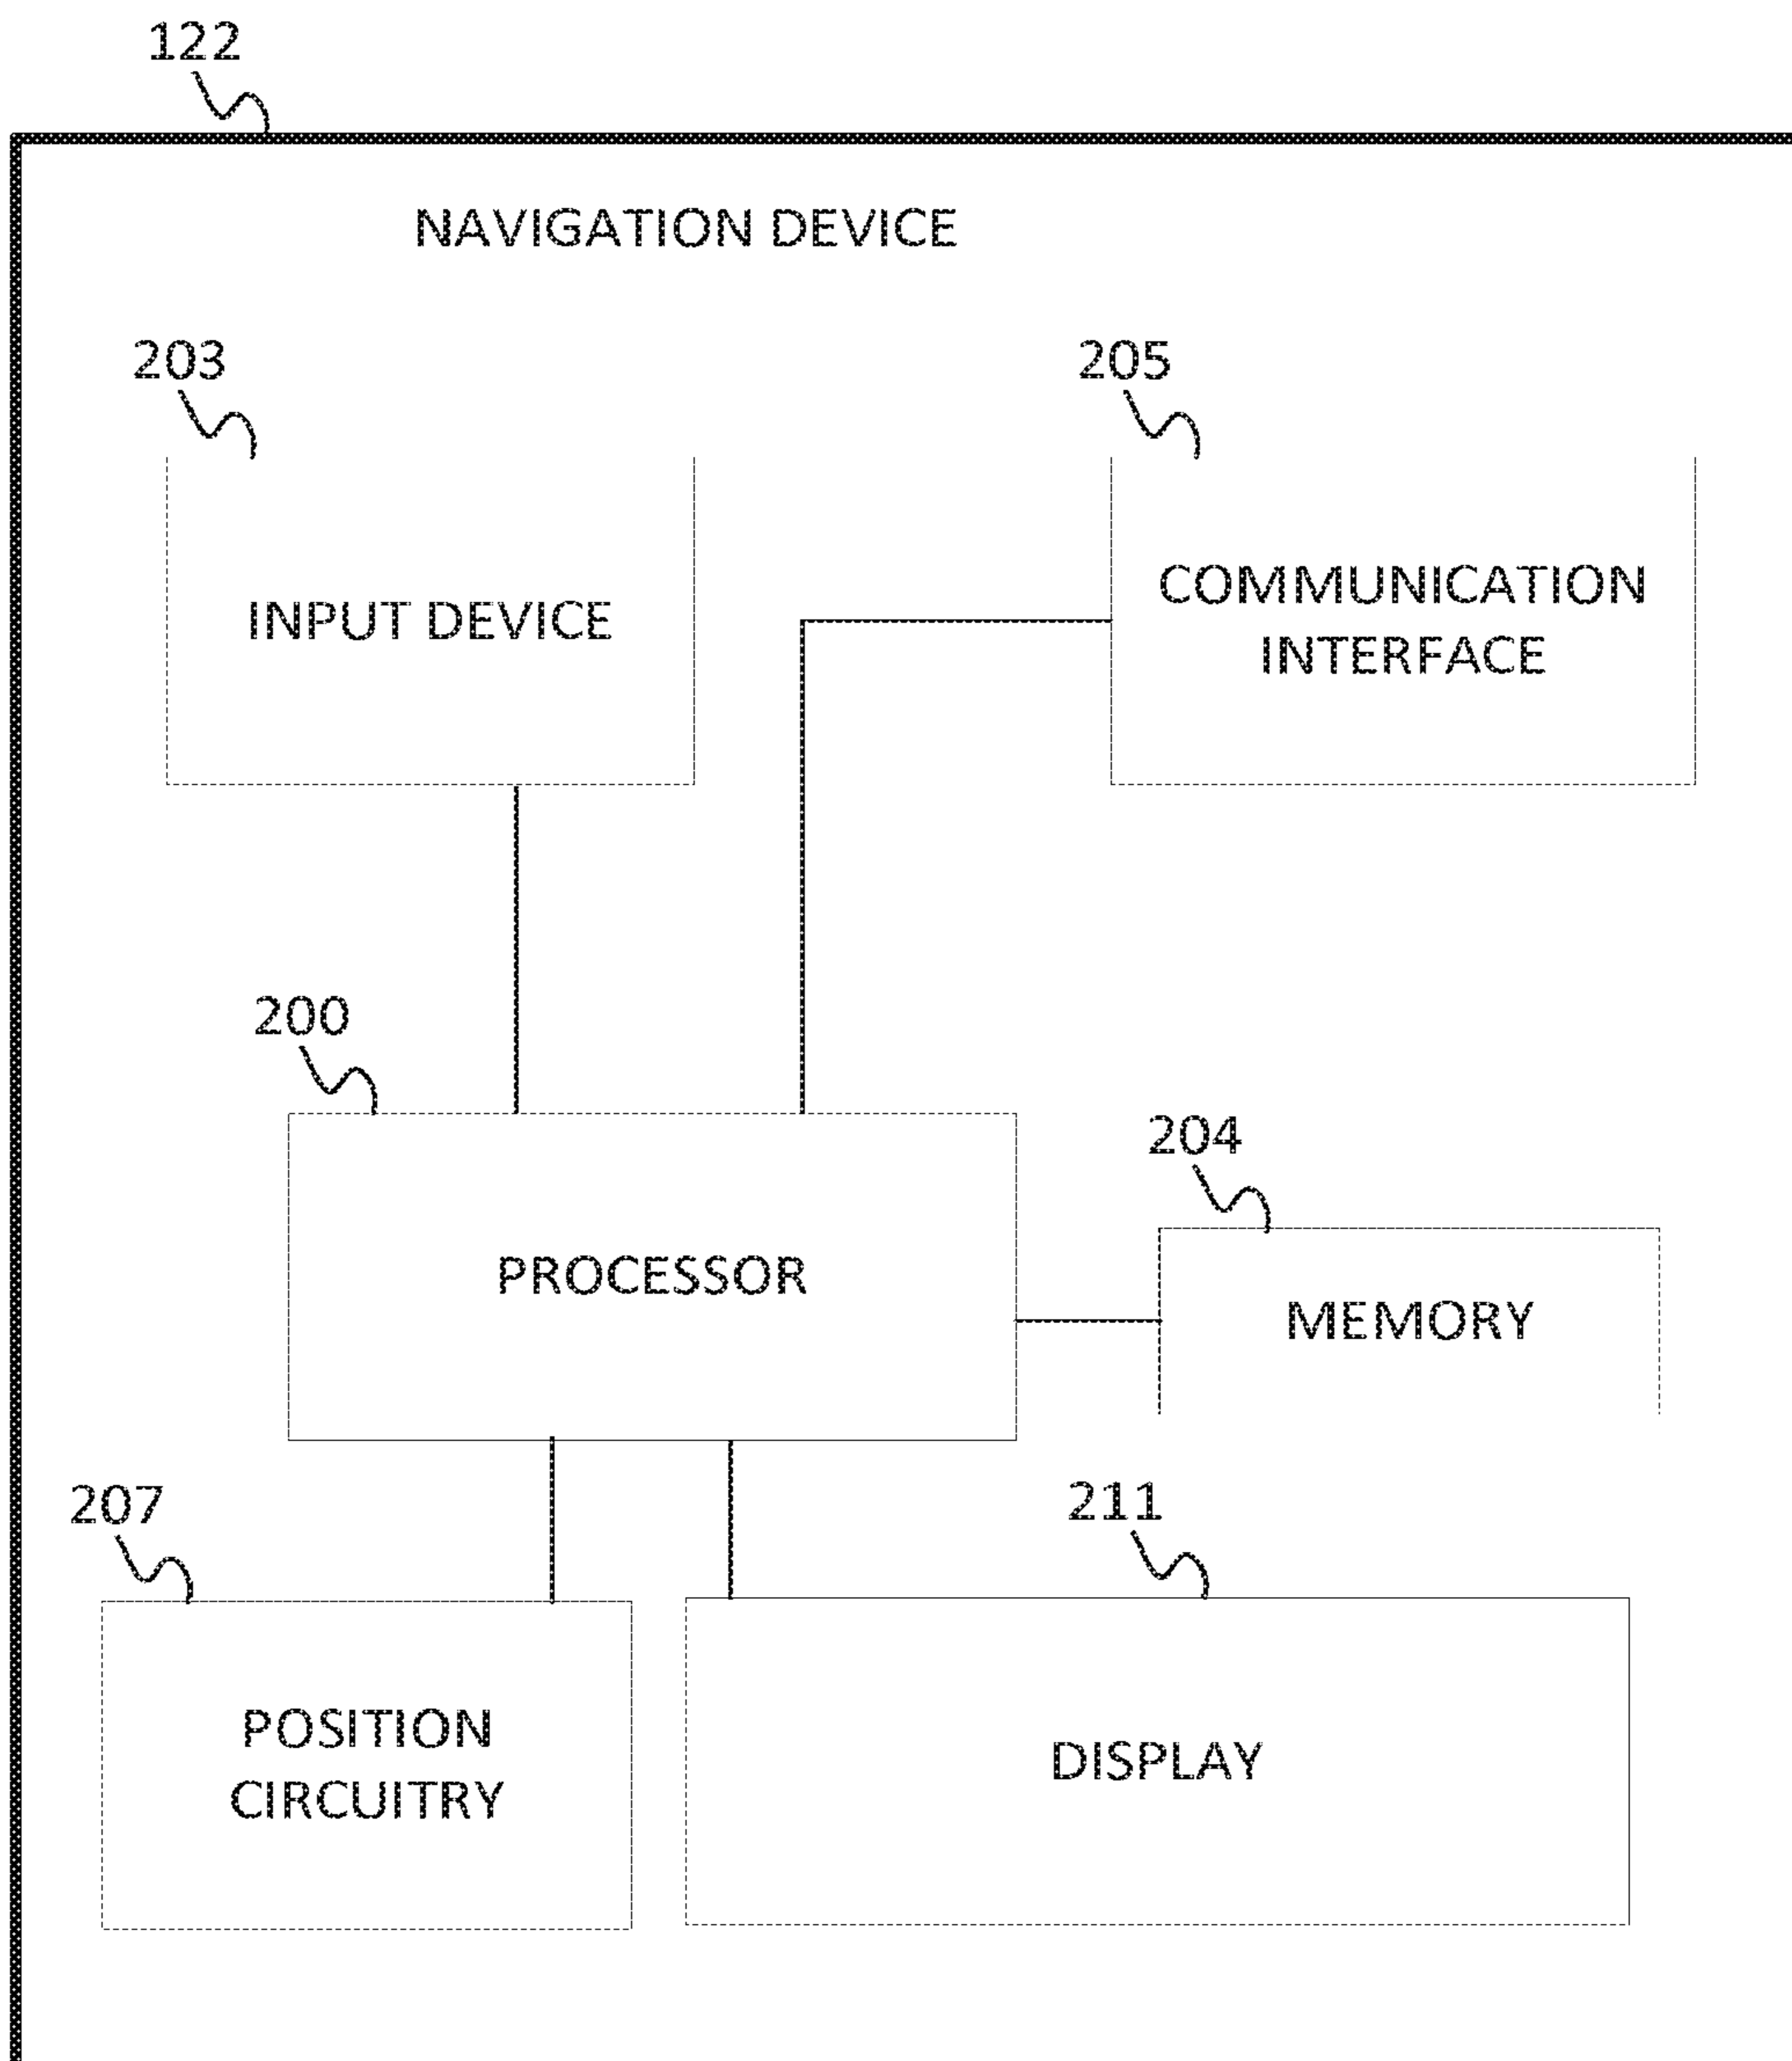 122
NAVIGATION DEVICE
203
205
INPUT DEVICE
COMMUNICATION
INTERFACE
200
204
PROCESSOR
MEMORY
207
211
POSITION
CIRCUITRY
DISPLAY